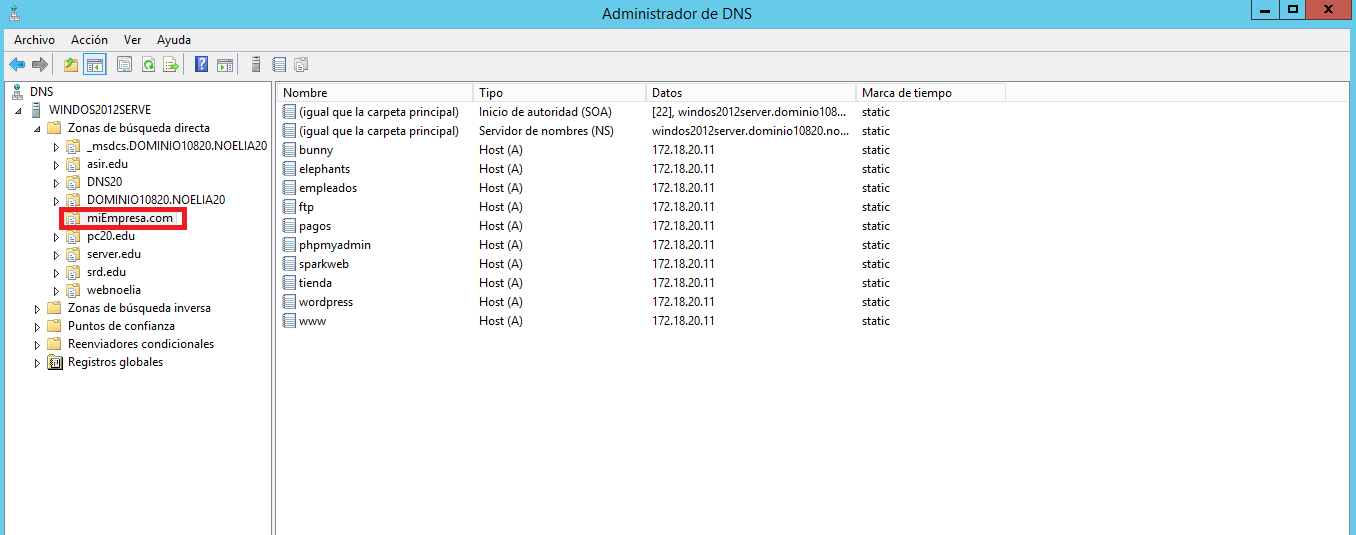 Administrador de DNS
Archivo Acción Ver Ayuda
DNS
WINDOS2012SERVE
Zonas de búsqueda directa
_msdcs.DOMINIO10820.NOELIA20
asir.edu
DNS20
DOMINIO10820.NOELIA20
miEmpresa.com
pc20.edu
server.edu
srd.edu
webnoelia
Zonas de búsqueda inversa
Puntos de confianza
Reenviadores condicionales
Registros globales
Nombre Tipo Datos Marca de tiempo
(igual que la carpeta principal) Inicio de autoridad (SOA) [22], windos2012server.dominio108... static
(igual que la carpeta principal) Servidor de nombres (NS) windos2012server.dominio10820.no... static
bunny Host (A) 172.18.20.11 static
elephants Host (A) 172.18.20.11 static
empleados Host (A) 172.18.20.11 static
ftp Host (A) 172.18.20.11 static
pagos Host (A) 172.18.20.11 static
phpmyadmin Host (A) 172.18.20.11 static
sparkweb Host (A) 172.18.20.11 static
tienda Host (A) 172.18.20.11 static
wordpress Host (A) 172.18.20.11 static
www Host (A) 172.18.20.11 static